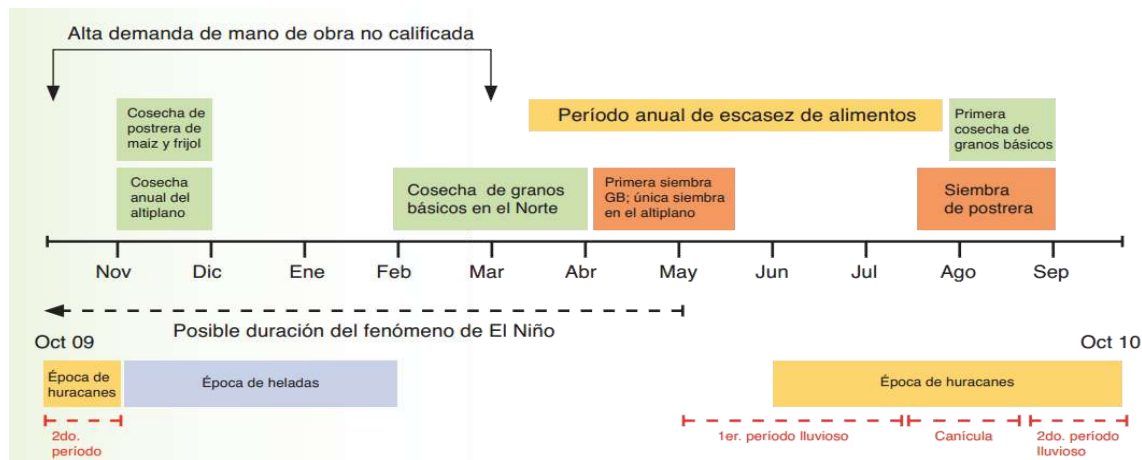 Alta demanda de mano de obra no calificada
Cosecha de
postrera de
maiz y frijol
Período anual de escasez de alimentos
Primera
cosecha de
granos básicos
Cosecha
anual del
altiplano
Cosecha de granos
básicos en el Norte
Primera siembra
GB; única siembra
en el altiplano
Siembra
de postrera
Nov Dic Ene Feb Mar Abr May Jun Jul Ago Sep
Posible duración del fenómeno de El Niño
Oct 09 Oct 10
Época de
huracanes
Época de heladas
Época de huracanes
2do.
período
1er. período lluvioso
Canícula
2do. período
lluvioso